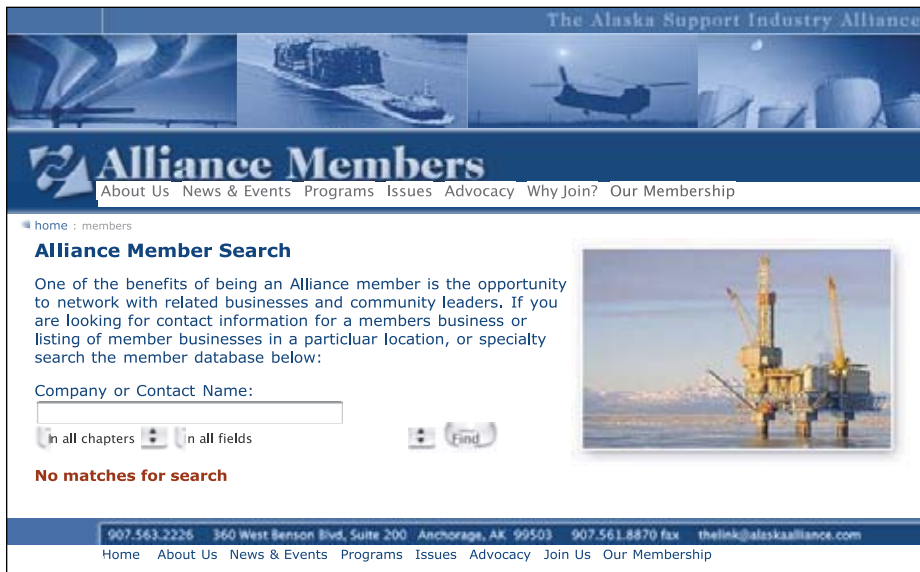 The Alaska Support Industry Alliance
Alliance Members
About Us News & Events Programs Issues Advocacy Why Join? Our Membership
home : members
Alliance Member Search
One of the benefits of being an Alliance member is the opportunity
to network with related businesses and community leaders. If you
are looking for contact information for a members business or
listing of member businesses in a particluar location, or specialty
search the member database below:
Company or Contact Name:
In all chapters In all fields Find
No matches for search
907.563.2226 360 West Benson Blvd, Suite 200 Anchorage, AK 99503 907.561.8870 fax thelink@alaskaalliance.com
Home About Us News & Events Programs Issues Advocacy Join Us Our Membership